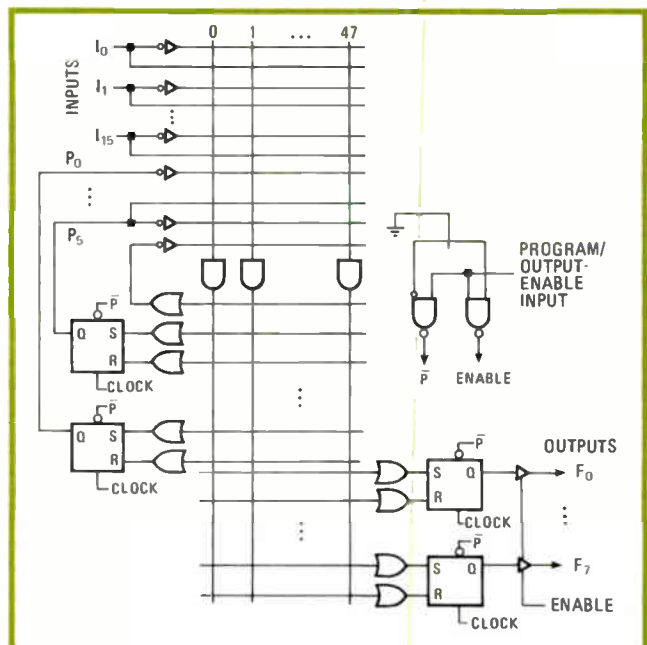 0 1 ... 47
INPUTS
I0
I1
I15
P0
P5
PROGRAM/
OUTPUT-
ENABLE
INPUT
P̄ ENABLE
P̄
Q S
R
CLOCK
P̄
Q S
R
CLOCK
P̄
S Q
R
CLOCK
OUTPUTS
F0
P̄
S Q
R
CLOCK
F7
ENABLE